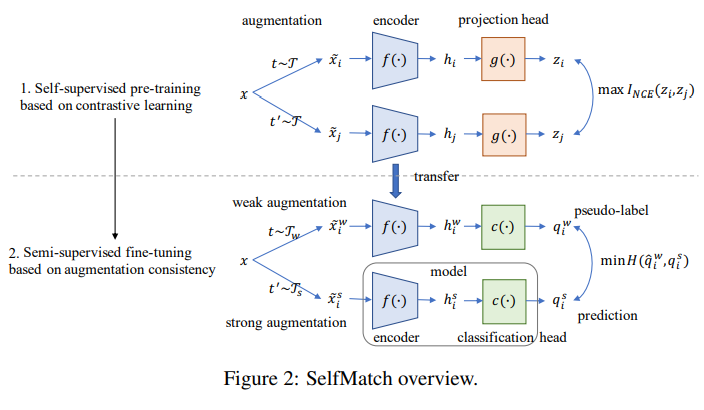 augmentation encoder projection head
t~𝒯 x̃ᵢ f(·) hᵢ g(·) zᵢ
1. Self-supervised pre-training
based on contrastive learning
x
max I_NCE(zᵢ,zⱼ)
t′~𝒯 x̃ⱼ f(·) hⱼ g(·) zⱼ
transfer
weak augmentation pseudo-label
t~𝒯_w x̃ᵢʷ f(·) hᵢʷ c(·) qᵢʷ
2. Semi-supervised fine-tuning
based on augmentation consistency
x
min H(q̂ᵢʷ,qᵢˢ)
model
t′~𝒯ₛ x̃ᵢˢ f(·) hᵢˢ c(·) qᵢˢ
strong augmentation prediction
encoder classification head
Figure 2: SelfMatch overview.